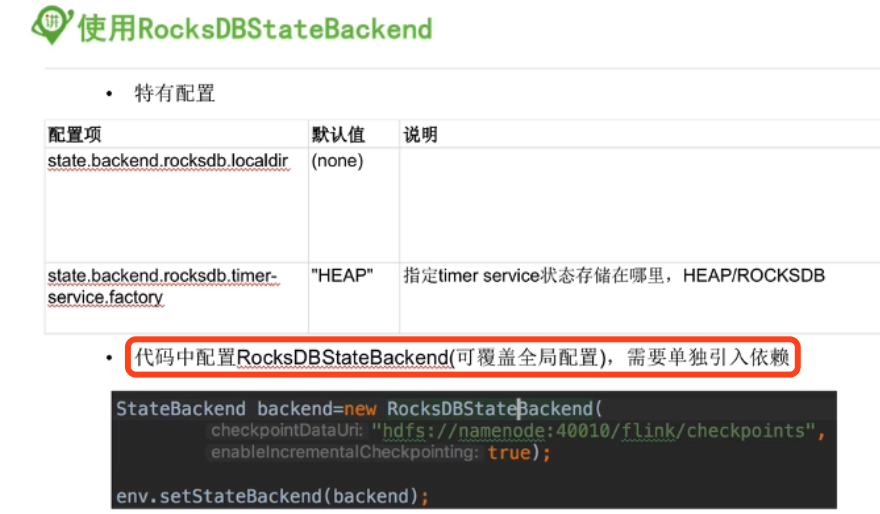 讲
使用RocksDBStateBackend
• 特有配置
配置项 默认值 说明
state.backend.rocksdb.localdir (none)
state.backend.rocksdb.timer- "HEAP" 指定timer service状态存储在哪里，HEAP/ROCKSDB
service.factory
• 代码中配置RocksDBStateBackend(可覆盖全局配置)，需要单独引入依赖
StateBackend backend=new RocksDBStateBackend(
checkpointDataUri: "hdfs://namenode:40010/flink/checkpoints",
enableIncrementalCheckpointing: true);
env.setStateBackend(backend);